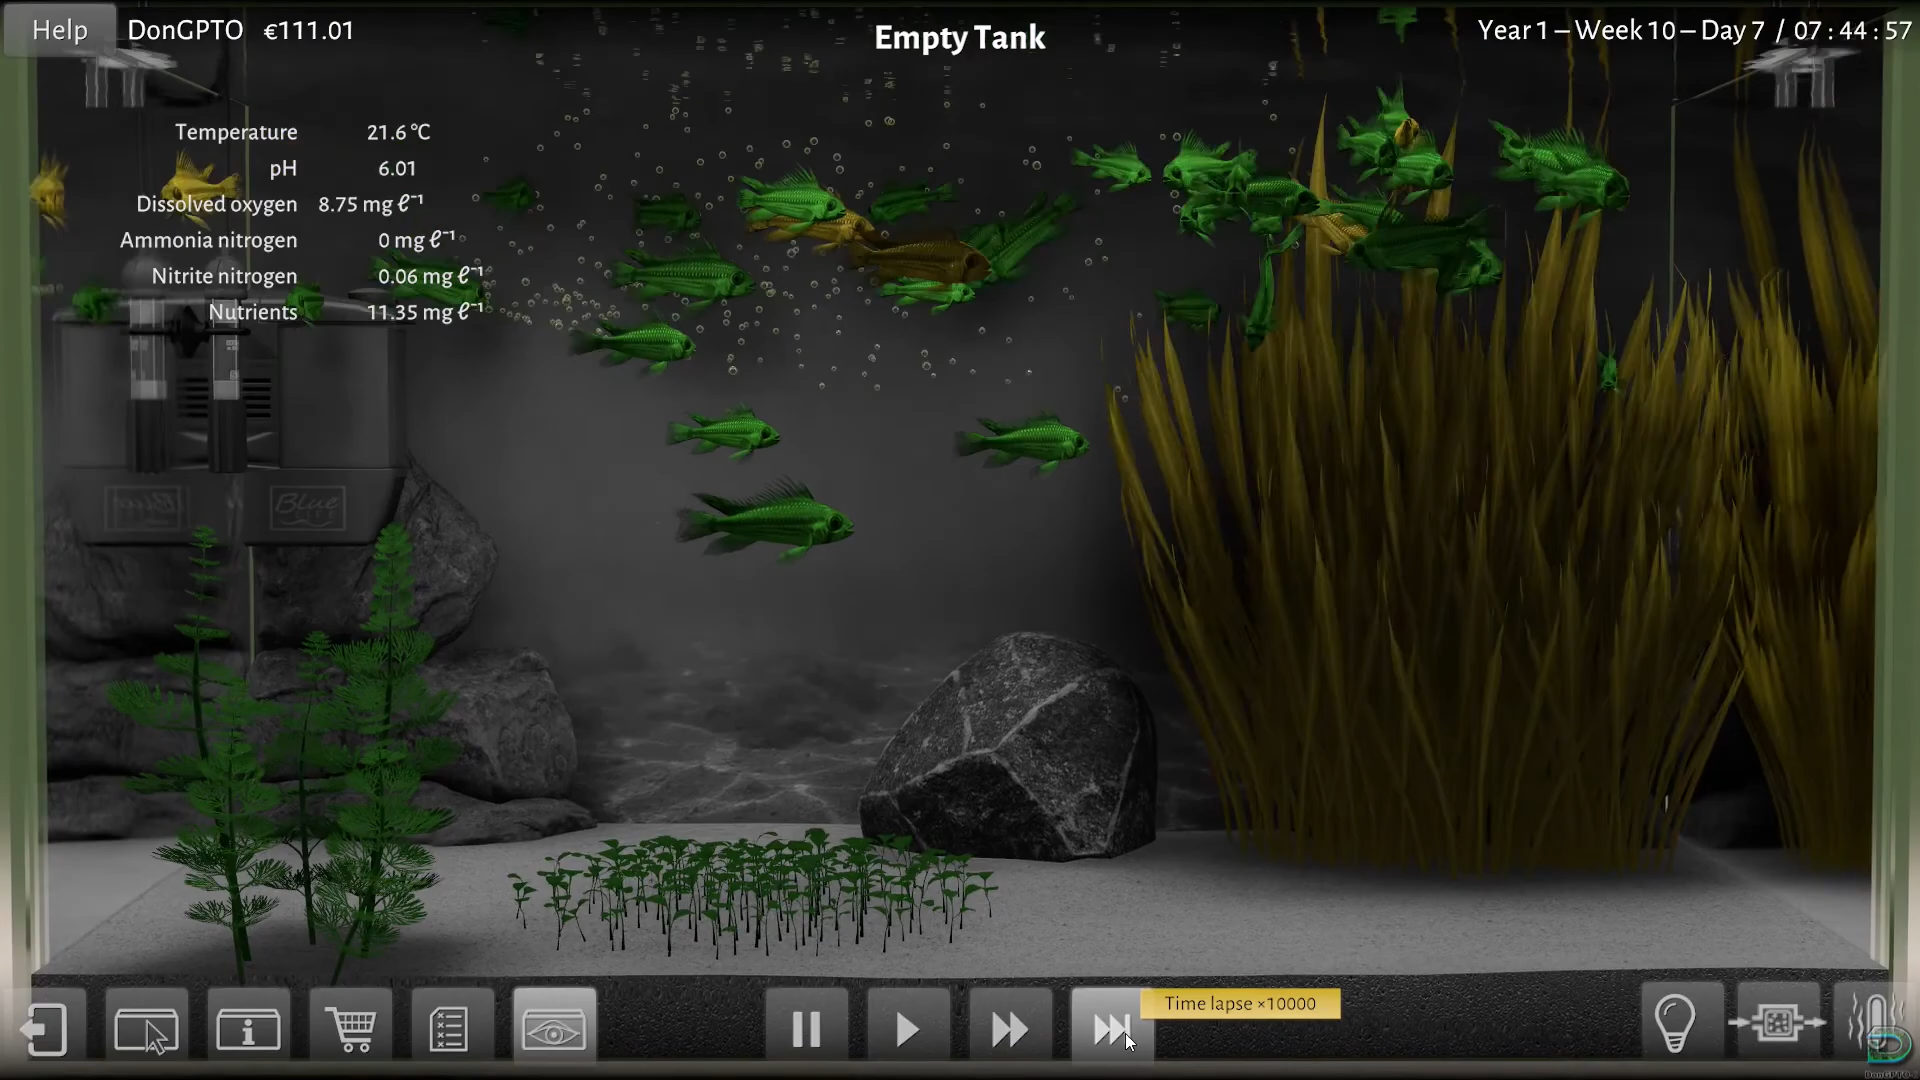 Help DonGPTO €111.01
Empty Tank
Year 1 – Week 10 – Day 7 / 07:44:57
Temperature 21.6 °C
pH 6.01
Dissolved oxygen 8.75 mg ℓ⁻¹
Ammonia nitrogen 0 mg ℓ⁻¹
Nitrite nitrogen 0.06 mg ℓ⁻¹
Nutrients 11.35 mg ℓ⁻¹
Blue
Time lapse ×10000